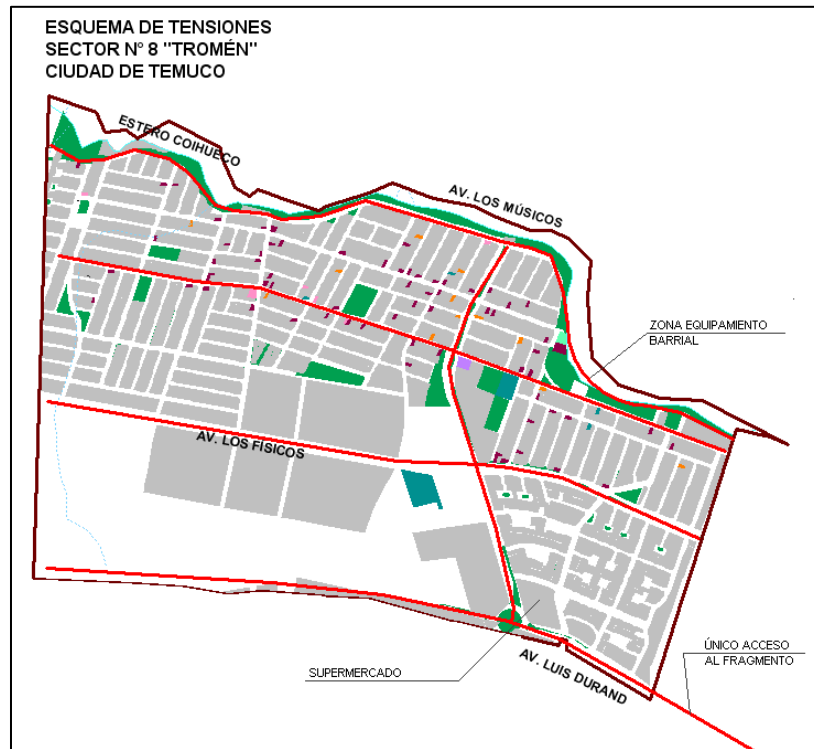 ESQUEMA DE TENSIONES
SECTOR N° 8 "TROMÉN"
CIUDAD DE TEMUCO
ESTERO COIHUECO
AV. LOS MÚSICOS
ZONA EQUIPAMIENTO
BARRIAL
AV. LOS FÍSICOS
ÚNICO ACCESO
AL FRAGMENTO
SUPERMERCADO
AV. LUIS DURAND